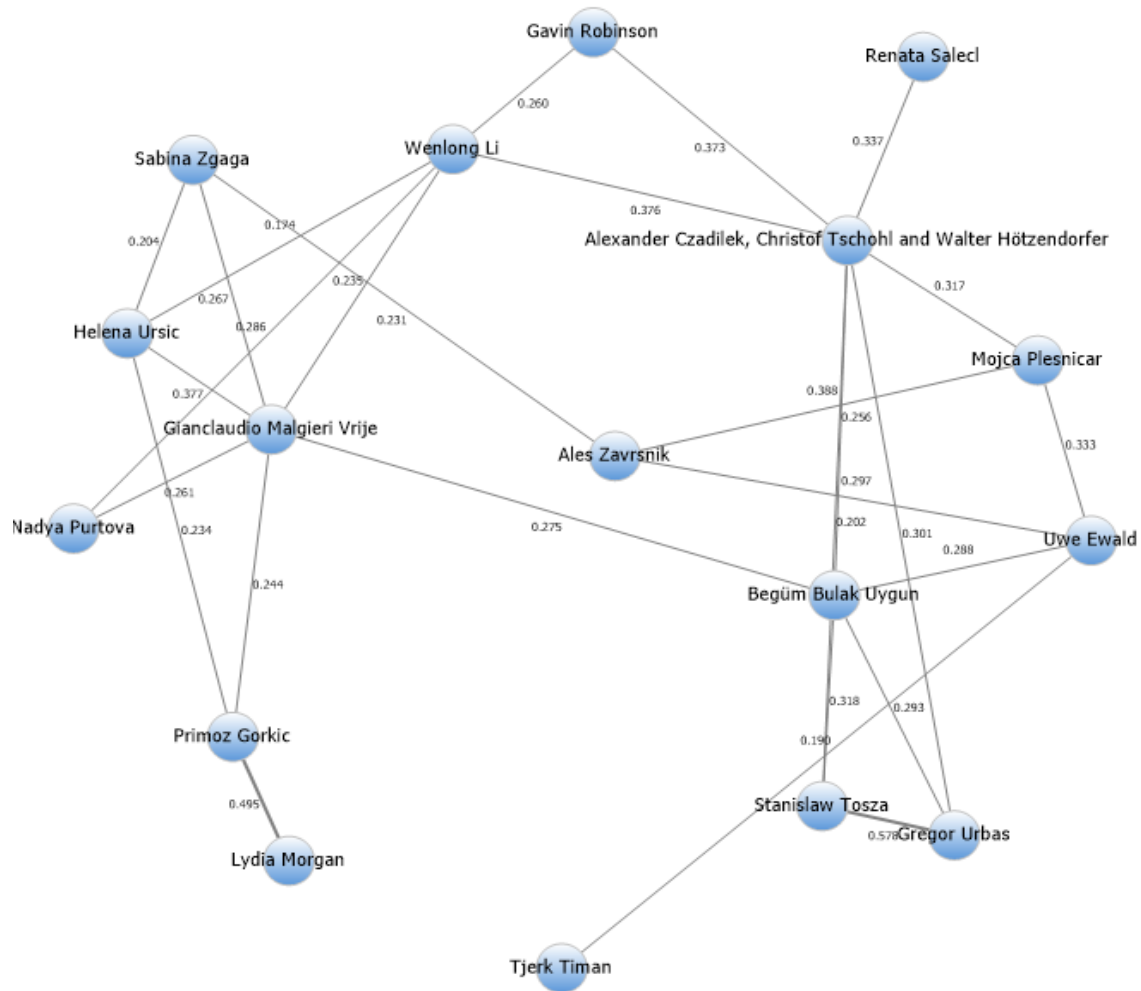 Gavin Robinson
Renata Salecl
0.260
0.337
Wenlong Li
0.373
Sabina Zgaga
0.376
0.174
Alexander Czadilek, Christof Tschohl and Walter Hötzendorfer
0.204
0.235
0.317
0.267
0.231
0.286
Helena Ursic
Mojca Plesnicar
0.377
0.388
0.256
Gianclaudio Malgieri Vrije
0.333
Ales Zavrsnik
0.297
0.261
0.234
Nadya Purtova
0.275
0.202
0.301
Uwe Ewald
0.288
0.244
Begüm Bulak Uygun
0.318
0.293
Primoz Gorkic
0.190
0.495
Stanislaw Tosza
0.578
Gregor Urbas
Lydia Morgan
Tjerk Timan